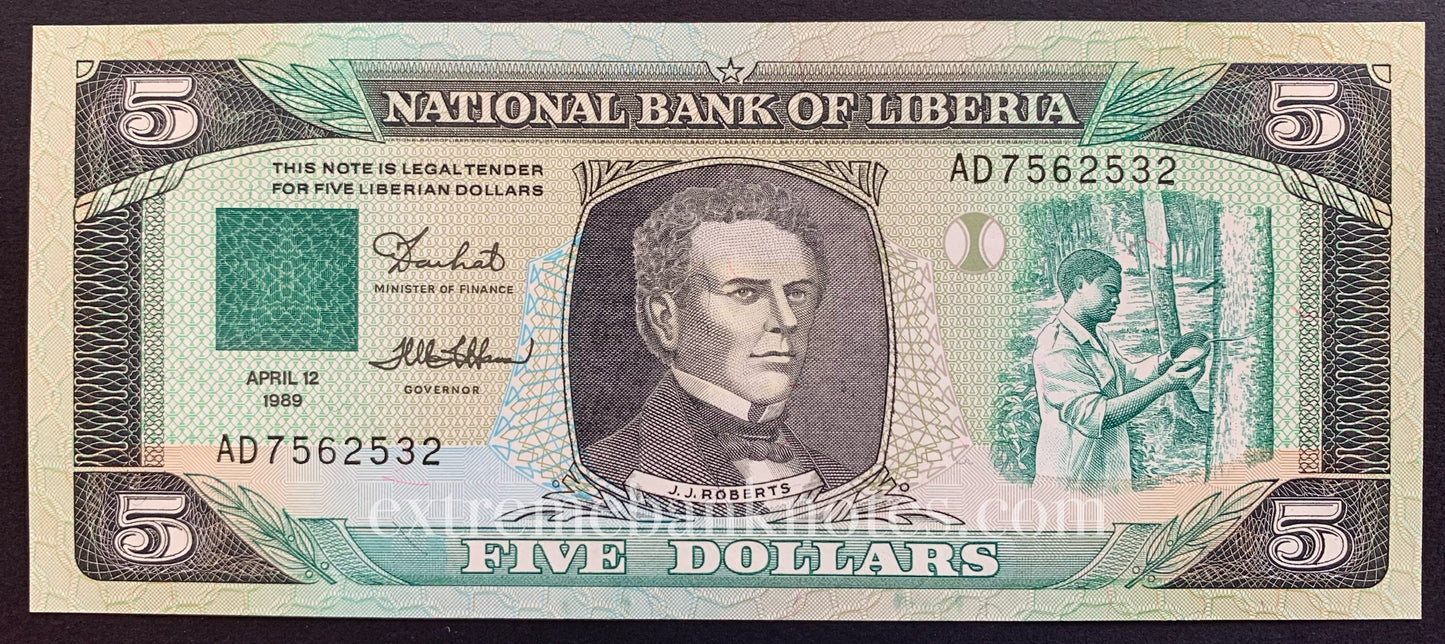 5
NATIONAL BANK OF LIBERIA
5
THIS NOTE IS LEGAL TENDER
FOR FIVE LIBERIAN DOLLARS
AD7562532
MINISTER OF FINANCE
GOVERNOR
APRIL 12
1989
AD7562532
J.J. ROBERTS
extremebanknotes.com
5
FIVE DOLLARS
5